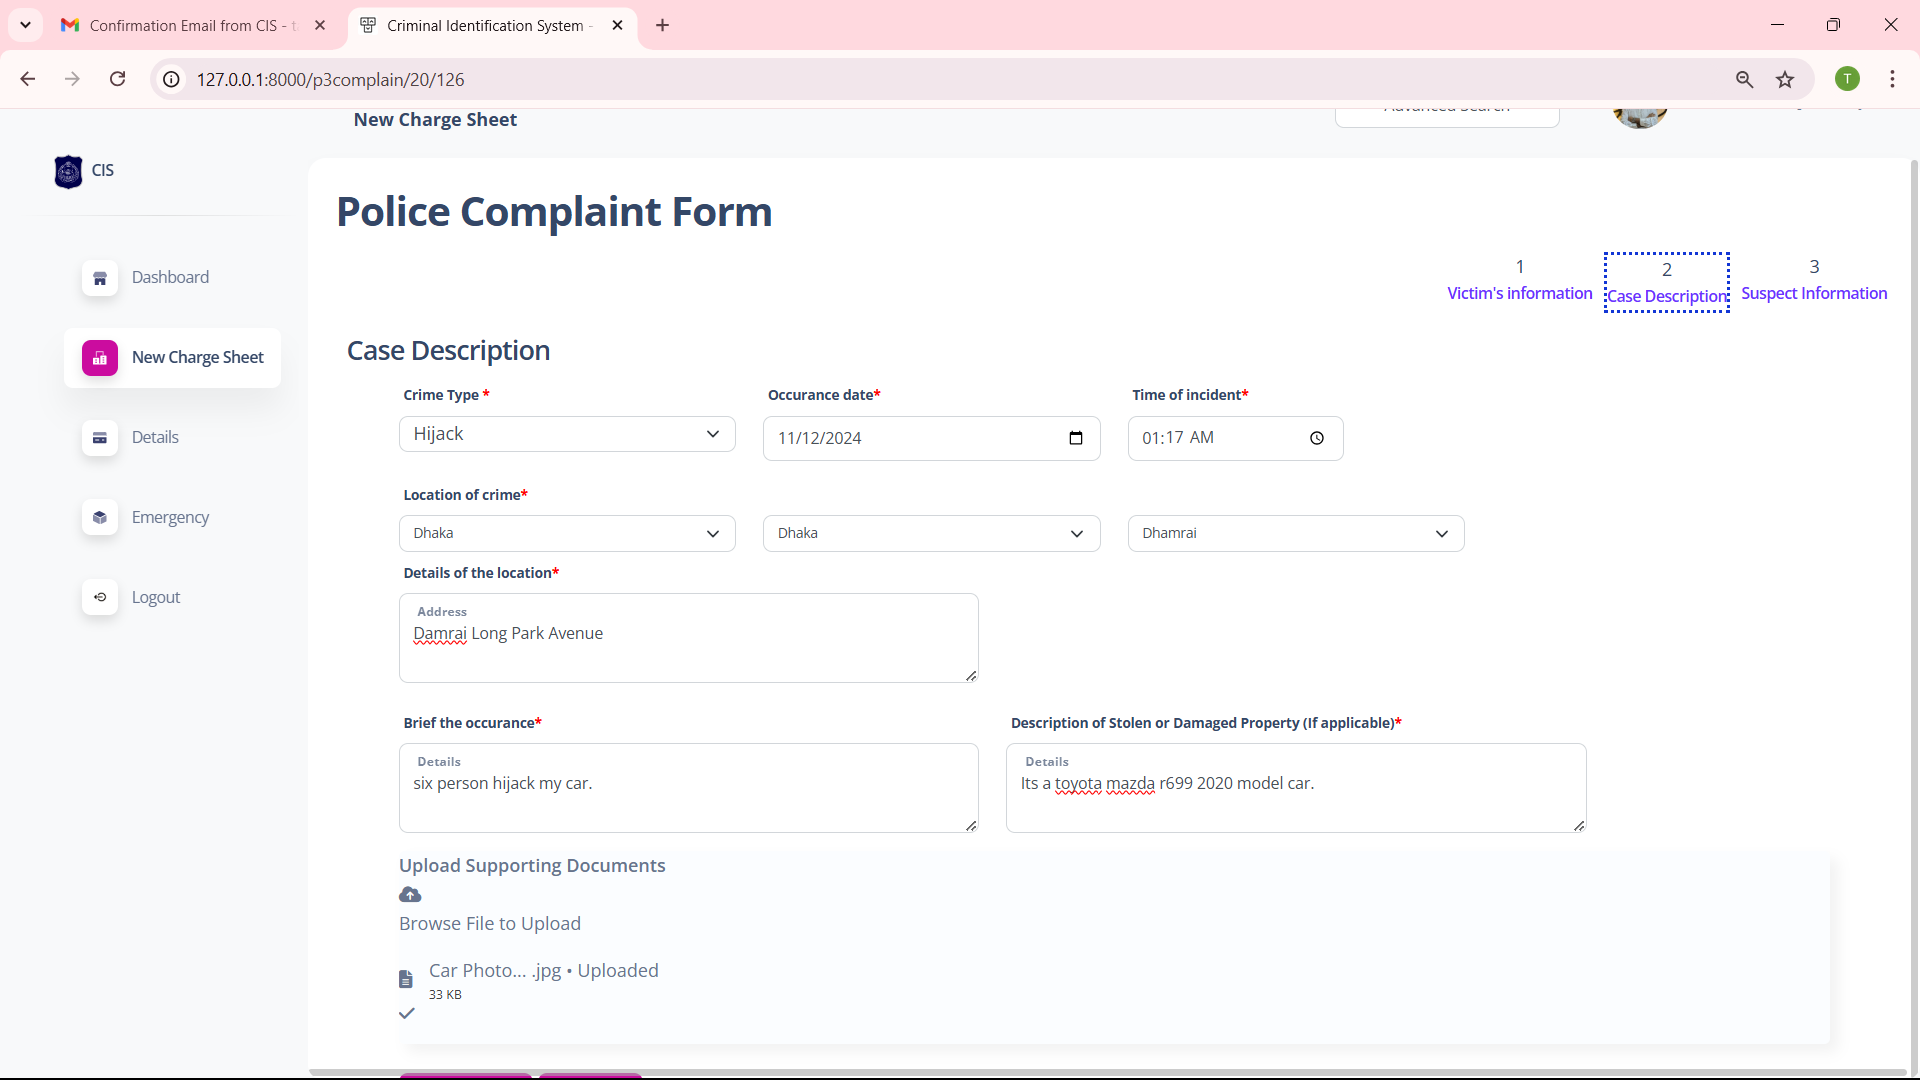 Confirmation Email from CIS - t
Criminal Identification System -
127.0.0.1:8000/p3complain/20/126
T
New Charge Sheet
Advanced Search
CIS
Dashboard
New Charge Sheet
Details
Emergency
Logout
Police Complaint Form
1
Victim's information
2
Case Description
3
Suspect Information
Case Description
Crime Type *
Occurance date*
Time of incident*
Hijack
11/12/2024
01:17 AM
Location of crime*
Dhaka
Dhaka
Dhamrai
Details of the location*
Address
Damrai Long Park Avenue
Brief the occurance*
Description of Stolen or Damaged Property (If applicable)*
Details
six person hijack my car.
Details
Its a toyota mazda r699 2020 model car.
Upload Supporting Documents
Browse File to Upload
Car Photo... .jpg • Uploaded
33 KB